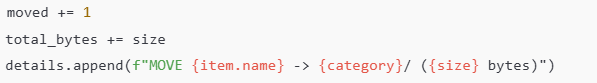 moved += 1
total_bytes += size
details.append(f"MOVE {item.name} -> {category}/ ({size} bytes)")